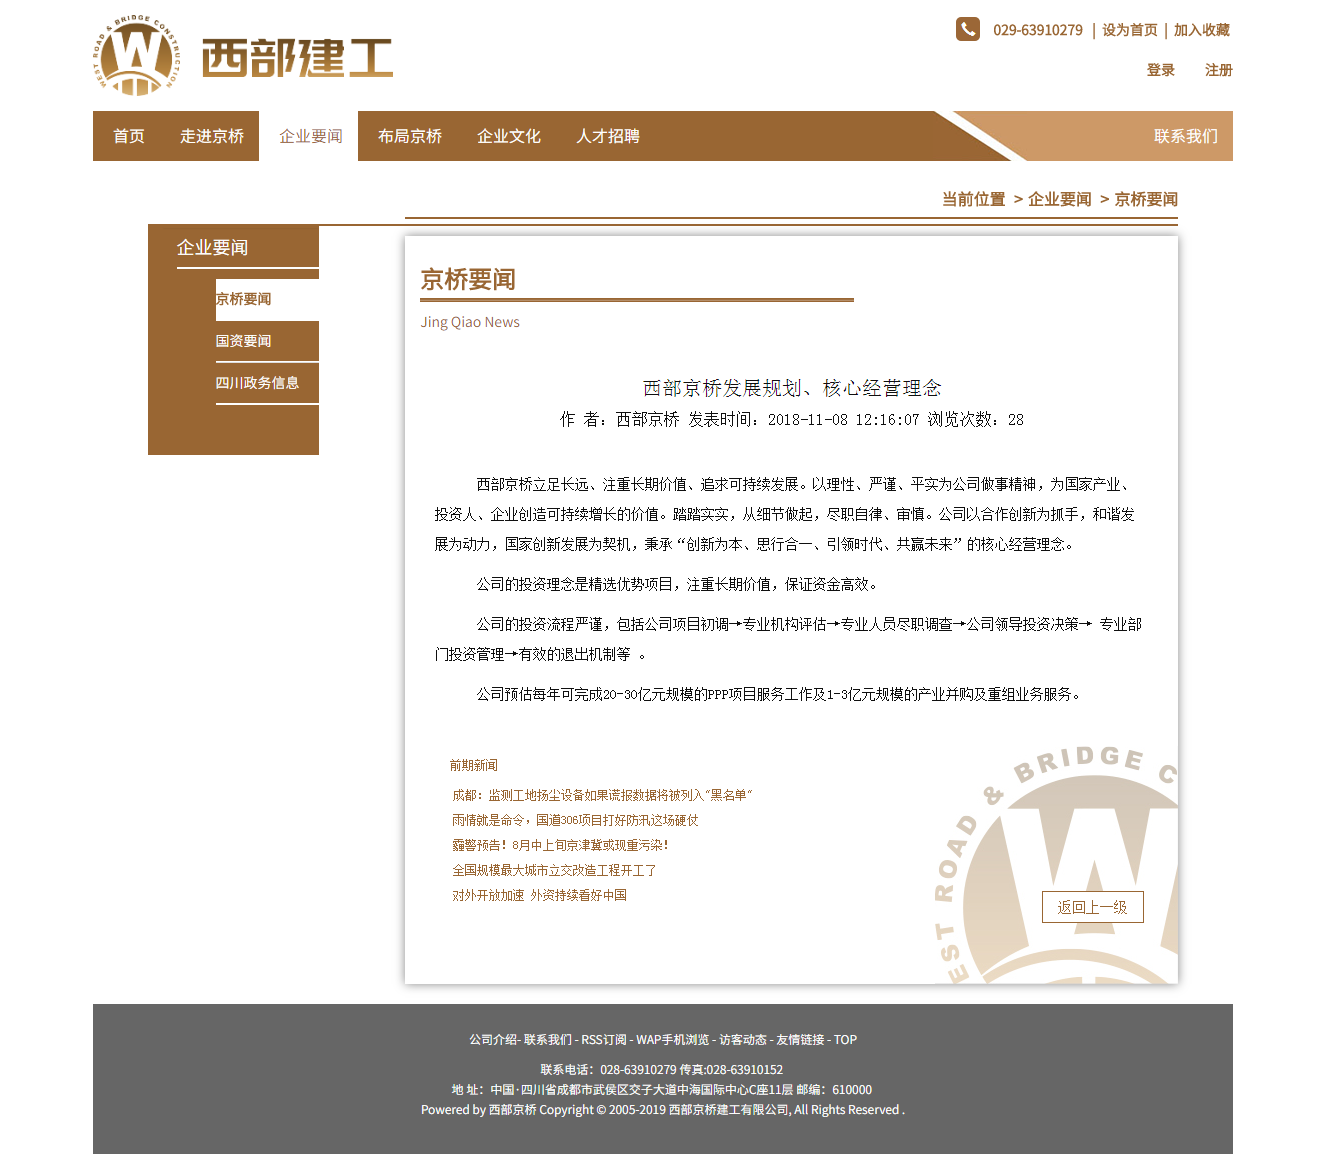 WEST ROAD & BRIDGE CONSTRUCTION
西部建工
029-63910279 | 设为首页 | 加入收藏
登录 注册
首页 走进京桥 企业要闻 布局京桥 企业文化 人才招聘 联系我们
当前位置 > 企业要闻 > 京桥要闻
企业要闻
京桥要闻
国资要闻
四川政务信息
京桥要闻
Jing Qiao News
西部京桥发展规划、核心经营理念
作 者：西部京桥 发表时间：2018-11-08 12:16:07 浏览次数：28
西部京桥立足长远、注重长期价值、追求可持续发展。以理性、严谨、平实为公司做事精神，为国家产业、
投资人、企业创造可持续增长的价值。踏踏实实，从细节做起，尽职自律、审慎。公司以合作创新为抓手，和谐发
展为动力，国家创新发展为契机，秉承“创新为本、思行合一、引领时代、共赢未来”的核心经营理念。
公司的投资理念是精选优势项目，注重长期价值，保证资金高效。
公司的投资流程严谨，包括公司项目初调→专业机构评估→专业人员尽职调查→公司领导投资决策→ 专业部
门投资管理→有效的退出机制等 。
公司预估每年可完成20-30亿元规模的PPP项目服务工作及1-3亿元规模的产业并购及重组业务服务。
前期新闻
成都：监测工地扬尘设备如果谎报数据将被列入“黑名单”
雨情就是命令，国道306项目打好防汛这场硬仗
霾警预告！8月中上旬京津冀或现重污染！
全国规模最大城市立交改造工程开工了
对外开放加速 外资持续看好中国
EST ROAD & BRIDGE C
返回上一级
公司介绍- 联系我们 - RSS订阅 - WAP手机浏览 - 访客动态 - 友情链接 - TOP
联系电话：028-63910279 传真:028-63910152
地 址：中国·四川省成都市武侯区交子大道中海国际中心C座11层 邮编：610000
Powered by 西部京桥 Copyright © 2005-2019 西部京桥建工有限公司, All Rights Reserved .